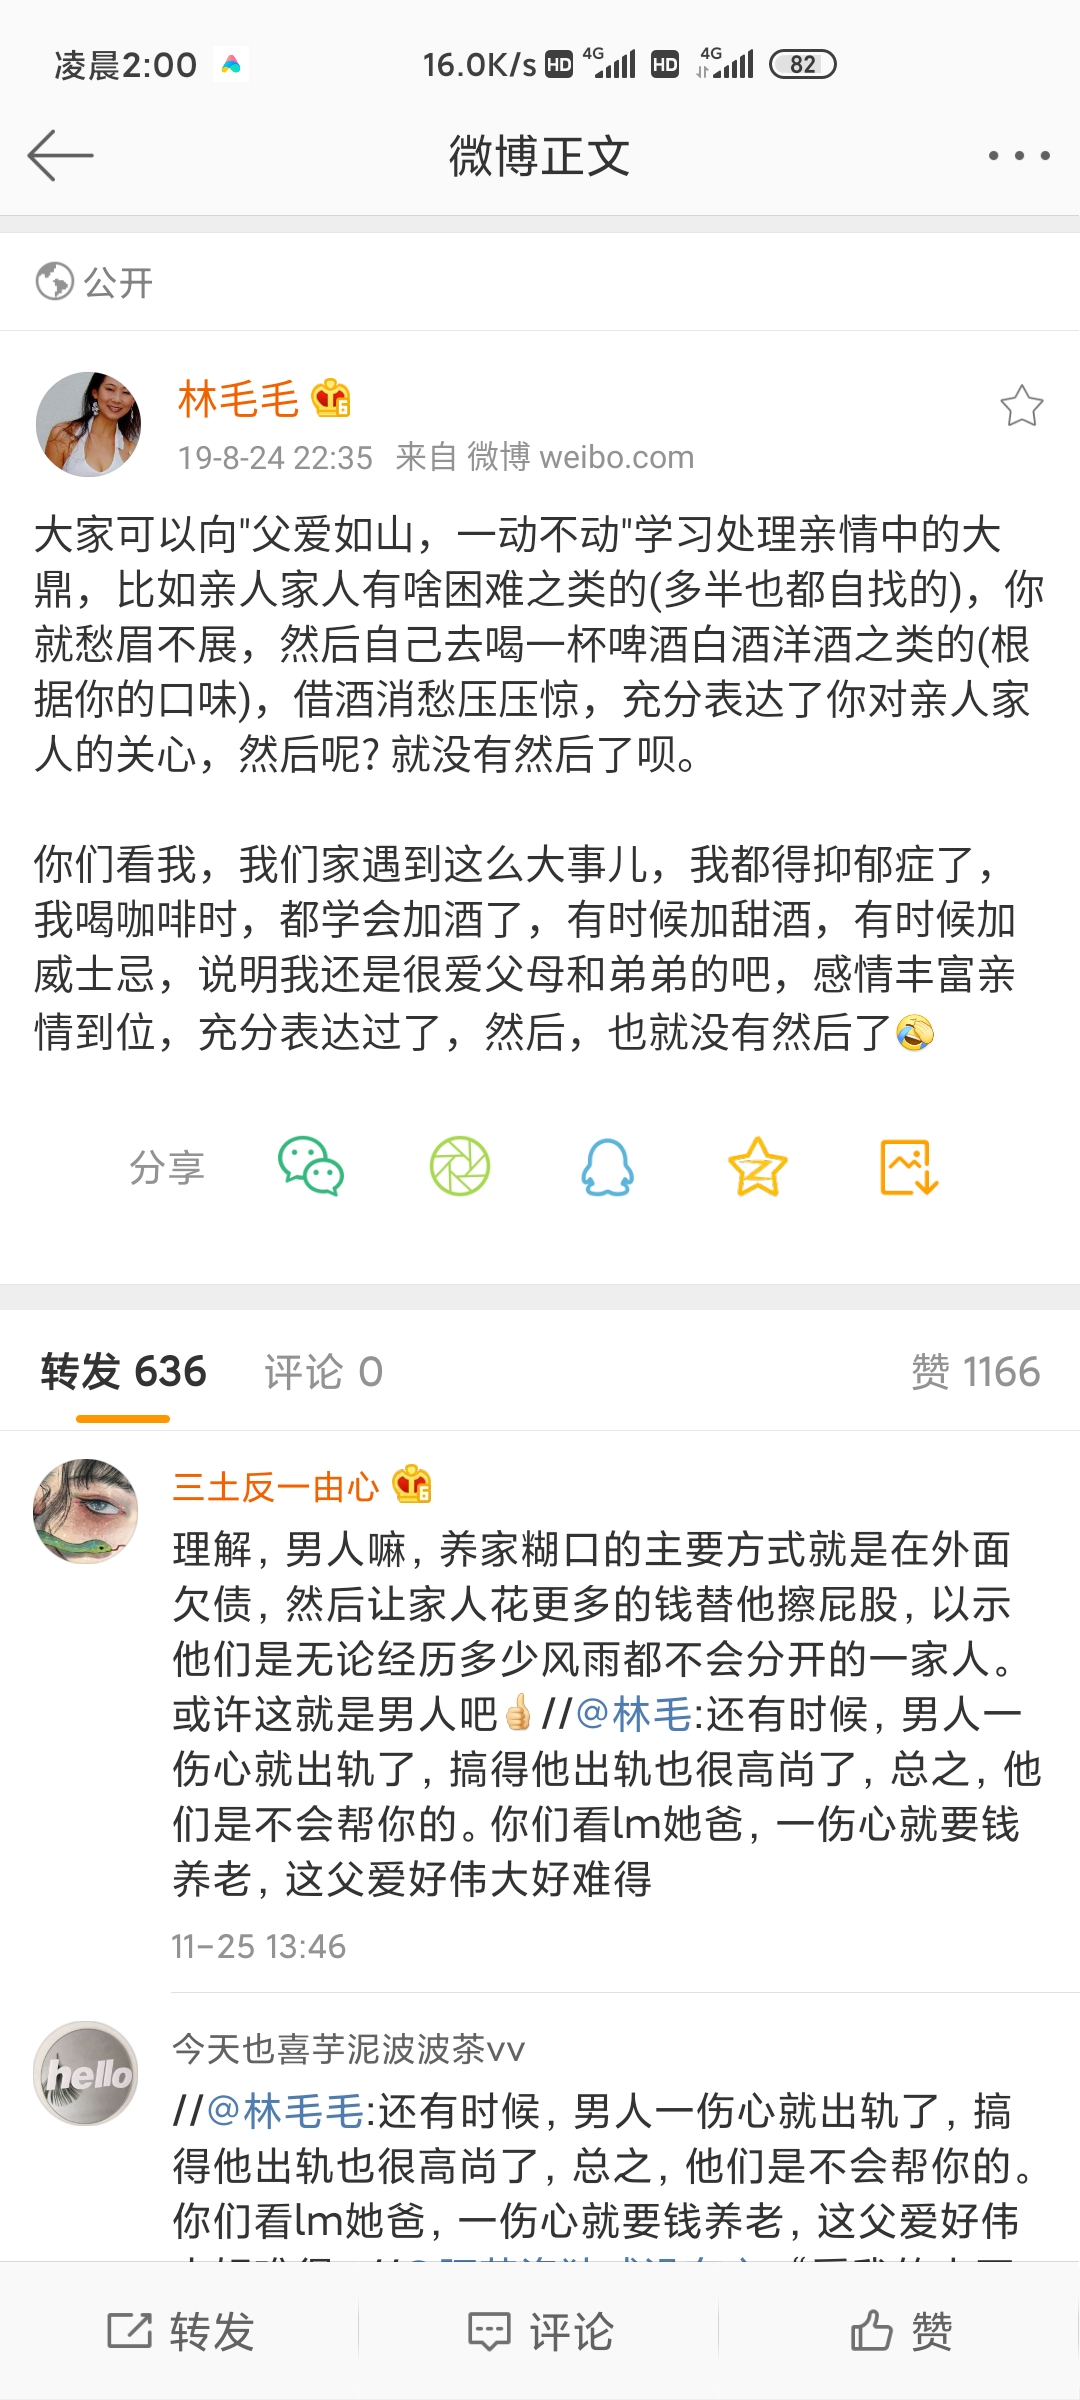 凌晨2:00 16.0K/s HD 4G HD 4G 82
微博正文
公开
林毛毛 6
19-8-24 22:35 来自 微博 weibo.com
大家可以向"父爱如山，一动不动"学习处理亲情中的大
鼎，比如亲人家人有啥困难之类的(多半也都自找的)，你
就愁眉不展，然后自己去喝一杯啤酒白酒洋酒之类的(根
据你的口味)，借酒消愁压压惊，充分表达了你对亲人家
人的关心，然后呢? 就没有然后了呗。
你们看我，我们家遇到这么大事儿，我都得抑郁症了，
我喝咖啡时，都学会加酒了，有时候加甜酒，有时候加
威士忌，说明我还是很爱父母和弟弟的吧，感情丰富亲
情到位，充分表达过了，然后，也就没有然后了🤣
分享
转发 636 评论 0 赞 1166
三土反一由心 6
理解，男人嘛，养家糊口的主要方式就是在外面
欠债，然后让家人花更多的钱替他擦屁股，以示
他们是无论经历多少风雨都不会分开的一家人。
或许这就是男人吧👍//@林毛:还有时候，男人一
伤心就出轨了，搞得他出轨也很高尚了，总之，他
们是不会帮你的。你们看lm她爸，一伤心就要钱
养老，这父爱好伟大好难得
11-25 13:46
hello
今天也喜芋泥波波茶vv
//@林毛毛:还有时候，男人一伤心就出轨了，搞
得他出轨也很高尚了，总之，他们是不会帮你的。
你们看lm她爸，一伤心就要钱养老，这父爱好伟
转发 评论 赞